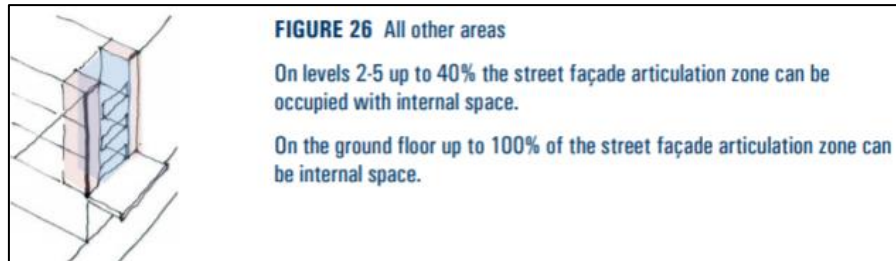 FIGURE 26 All other areas
On levels 2-5 up to 40% the street façade articulation zone can be
occupied with internal space.
On the ground floor up to 100% of the street façade articulation zone can
be internal space.